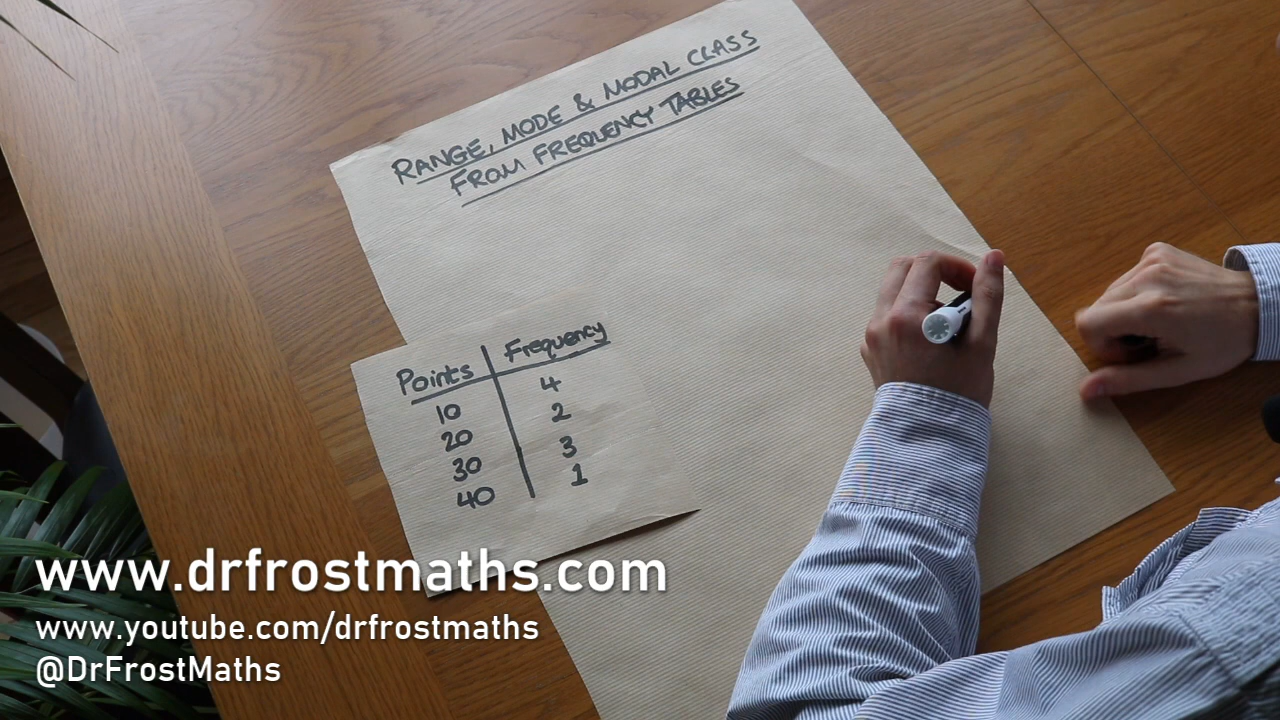 RANGE, MODE & MODAL CLASS
FROM FREQUENCY TABLES
Points Frequency
10 4
20 2
30 3
40 1
www.drfrostmaths.com
www.youtube.com/drfrostmaths
@DrFrostMaths